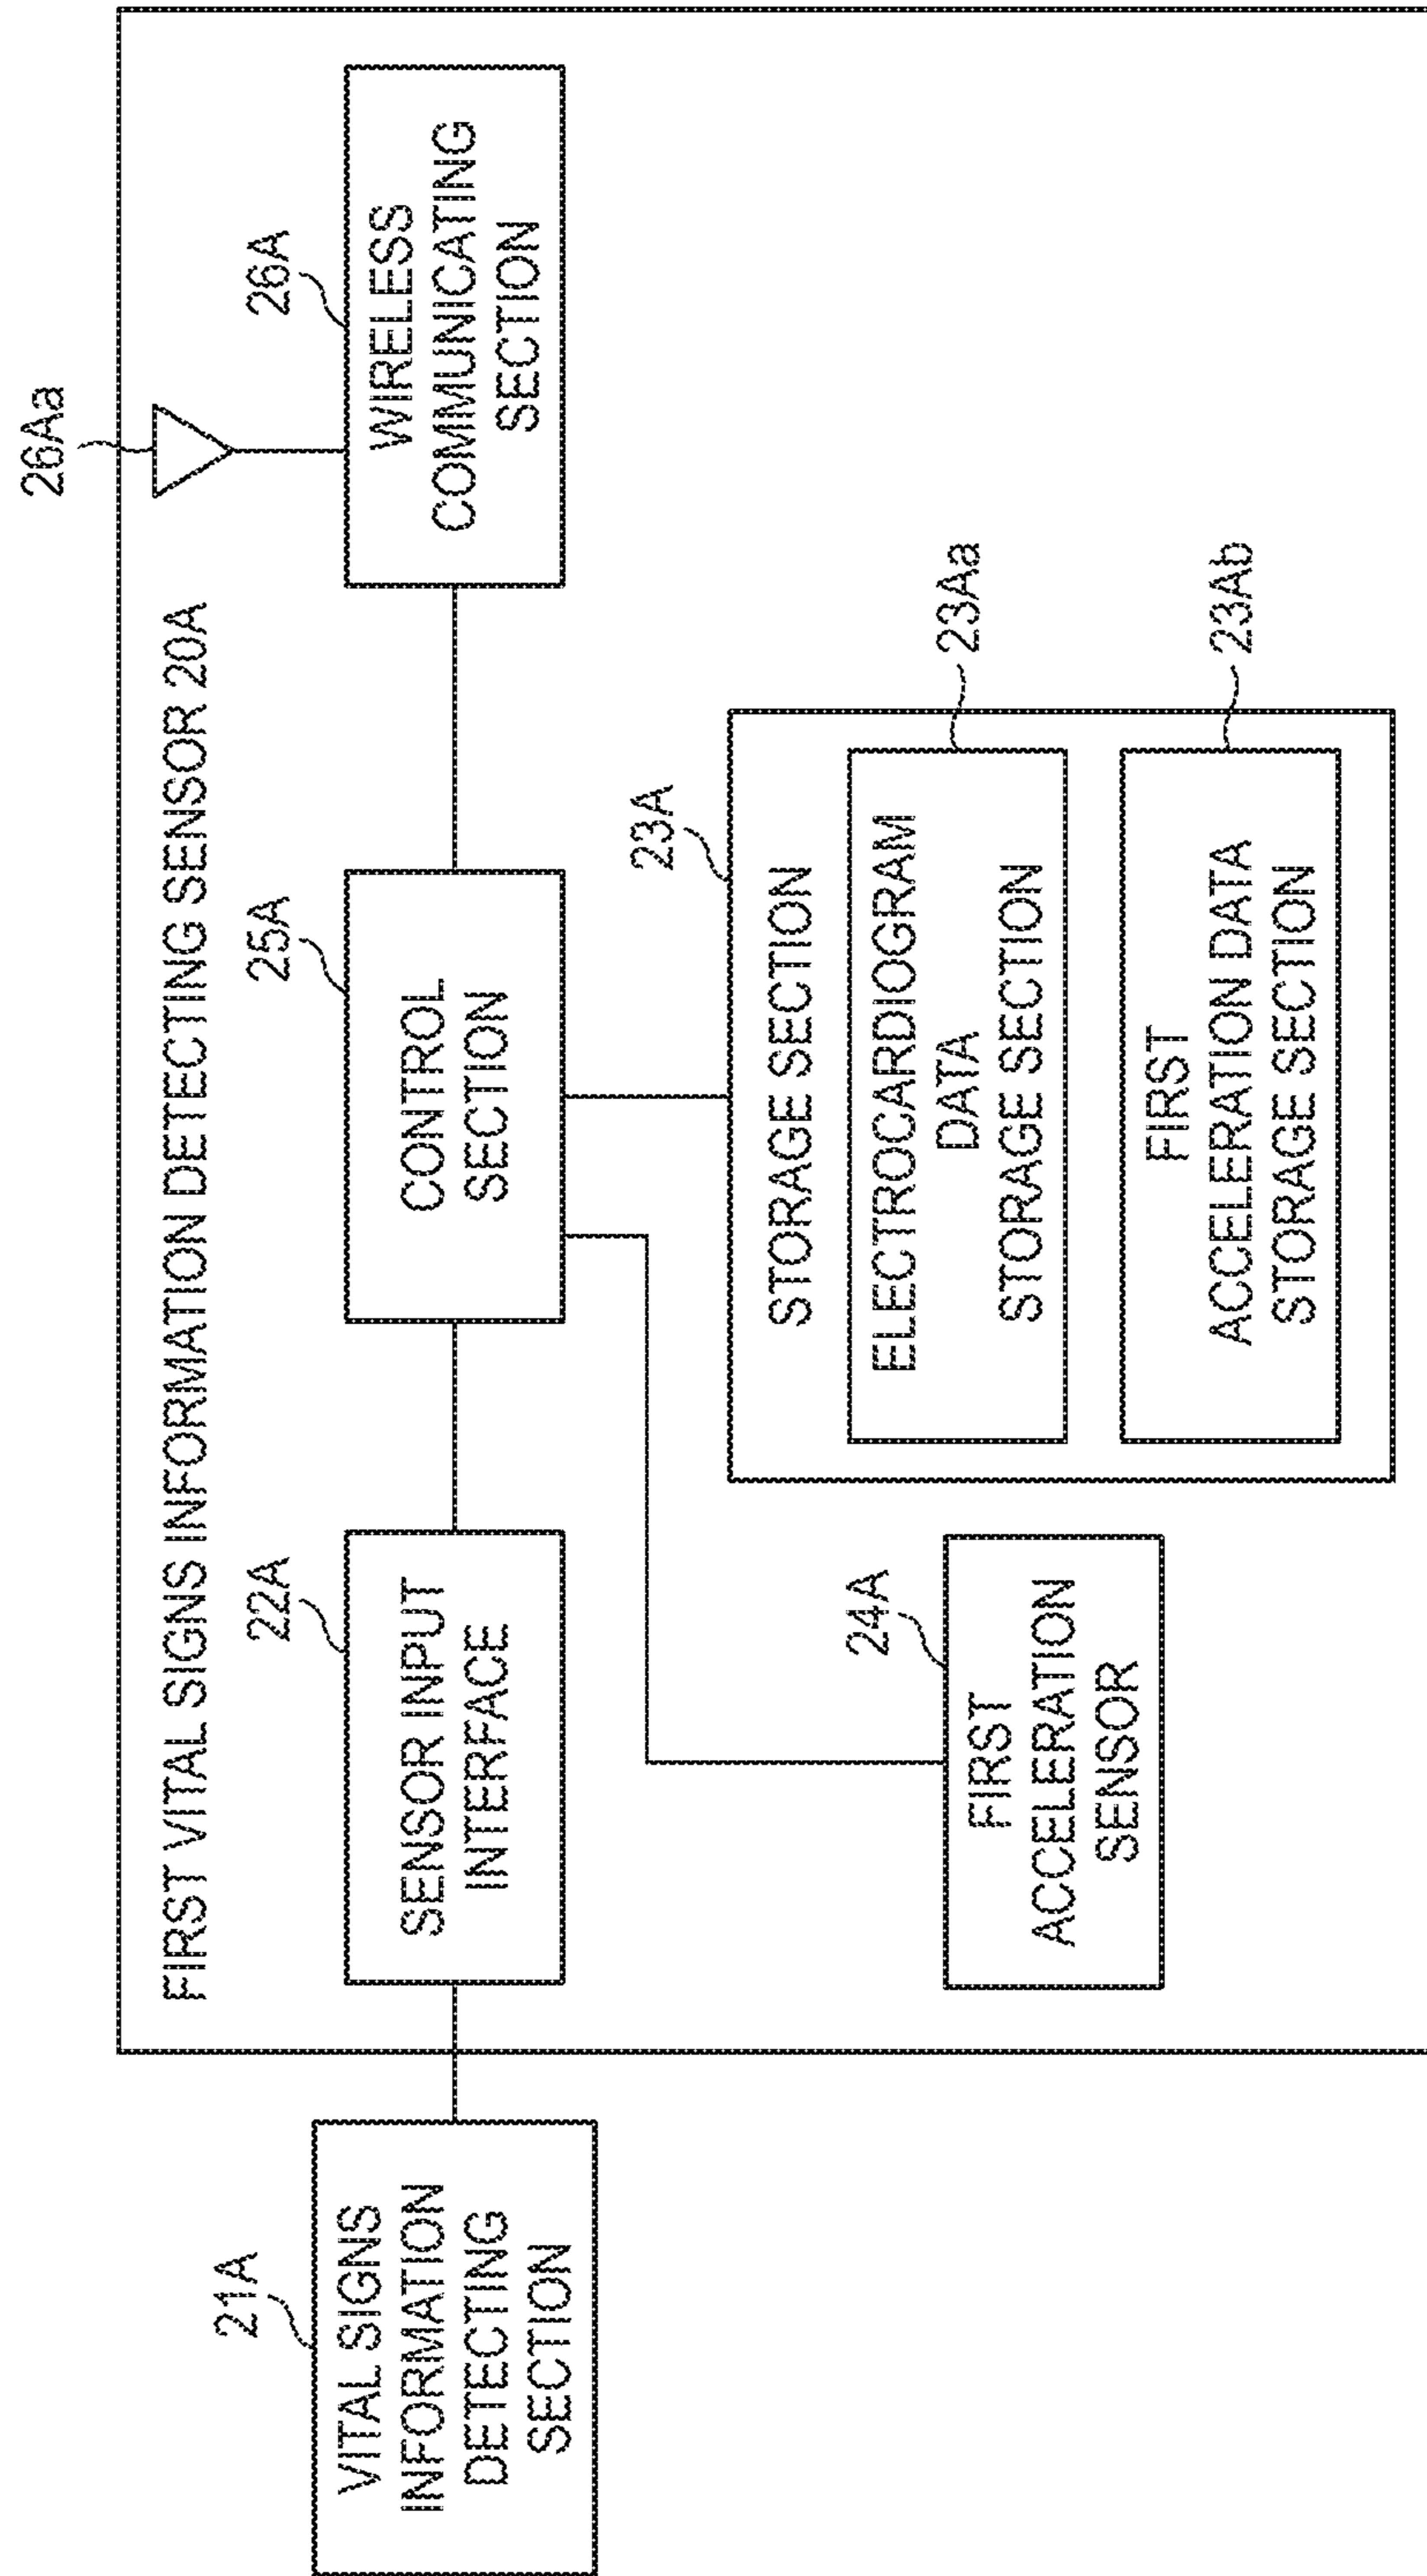 FIRST VITAL SIGNS INFORMATION DETECTING SENSOR 20A
26Aa
21A
VITAL SIGNS
INFORMATION
DETECTING
SECTION
22A
SENSOR INPUT
INTERFACE
25A
CONTROL
SECTION
26A
WIRELESS
COMMUNICATING
SECTION
24A
FIRST
ACCELERATION
SENSOR
23A
STORAGE SECTION
ELECTROCARDIOGRAM
DATA
STORAGE SECTION
23Aa
FIRST
ACCELERATION DATA
STORAGE SECTION
23Ab